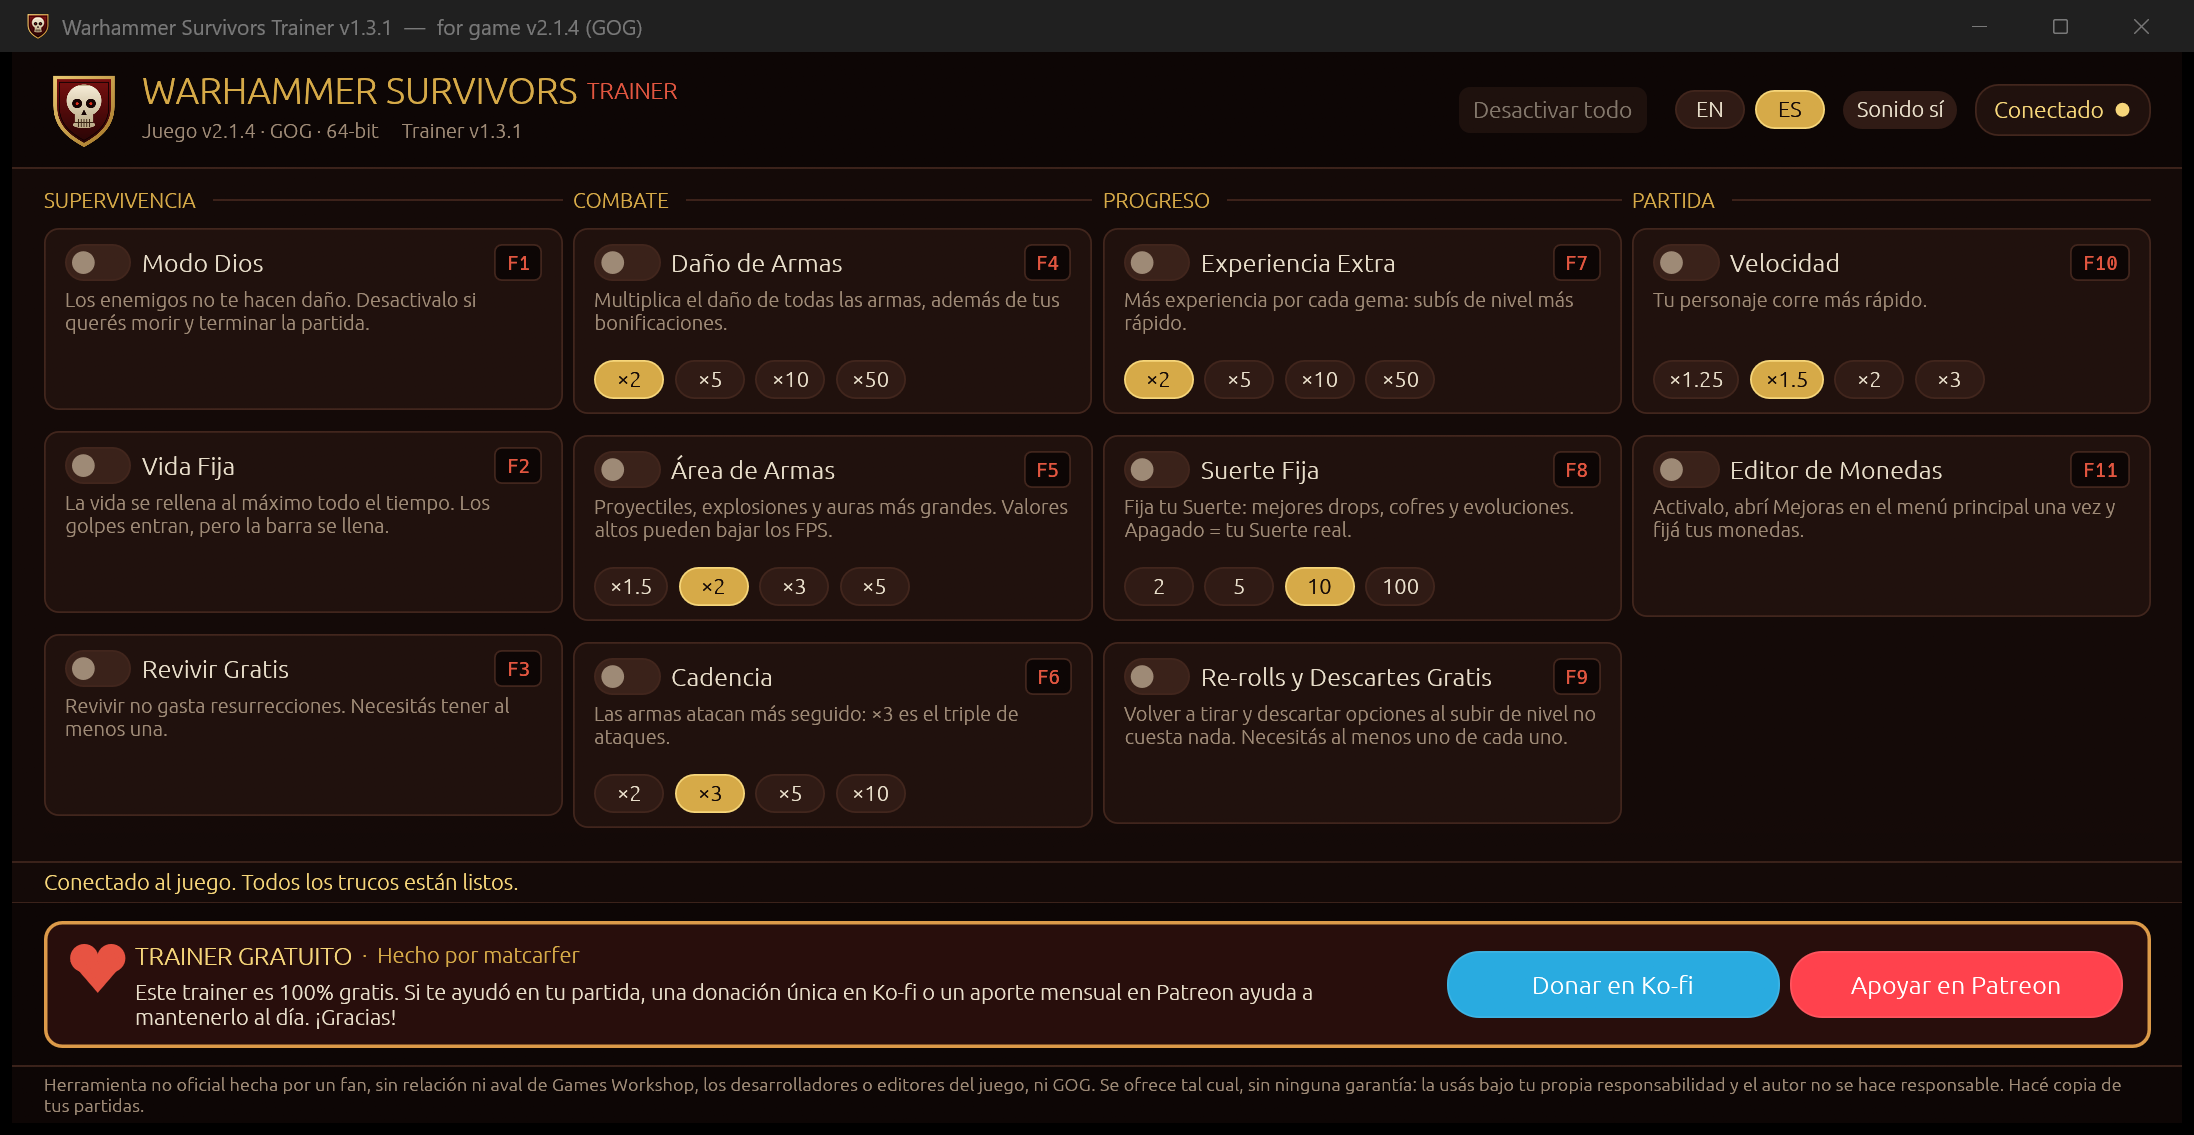 Warhammer Survivors Trainer v1.3.1 — for game v2.1.4 (GOG)
WARHAMMER SURVIVORS TRAINER
Juego v2.1.4 · GOG · 64-bit Trainer v1.3.1
Desactivar todo
EN
ES
Sonido sí
Conectado
SUPERVIVENCIA
Modo Dios
F1
Los enemigos no te hacen daño. Desactivalo si
querés morir y terminar la partida.
Vida Fija
F2
La vida se rellena al máximo todo el tiempo. Los
golpes entran, pero la barra se llena.
Revivir Gratis
F3
Revivir no gasta resurrecciones. Necesitás tener al
menos una.
COMBATE
Daño de Armas
F4
Multiplica el daño de todas las armas, además de tus
bonificaciones.
×2 ×5 ×10 ×50
Área de Armas
F5
Proyectiles, explosiones y auras más grandes. Valores
altos pueden bajar los FPS.
×1.5 ×2 ×3 ×5
Cadencia
F6
Las armas atacan más seguido: ×3 es el triple de
ataques.
×2 ×3 ×5 ×10
PROGRESO
Experiencia Extra
F7
Más experiencia por cada gema: subís de nivel más
rápido.
×2 ×5 ×10 ×50
Suerte Fija
F8
Fija tu Suerte: mejores drops, cofres y evoluciones.
Apagado = tu Suerte real.
2 5 10 100
Re-rolls y Descartes Gratis
F9
Volver a tirar y descartar opciones al subir de nivel no
cuesta nada. Necesitás al menos uno de cada uno.
PARTIDA
Velocidad
F10
Tu personaje corre más rápido.
×1.25 ×1.5 ×2 ×3
Editor de Monedas
F11
Activalo, abrí Mejoras en el menú principal una vez y
fijá tus monedas.
Conectado al juego. Todos los trucos están listos.
TRAINER GRATUITO · Hecho por matcarfer
Este trainer es 100% gratis. Si te ayudó en tu partida, una donación única en Ko-fi o un aporte mensual en Patreon ayuda a
mantenerlo al día. ¡Gracias!
Donar en Ko-fi
Apoyar en Patreon
Herramienta no oficial hecha por un fan, sin relación ni aval de Games Workshop, los desarrolladores o editores del juego, ni GOG. Se ofrece tal cual, sin ninguna garantía: la usás bajo tu propia responsabilidad y el autor no se hace responsable. Hacé copia de
tus partidas.